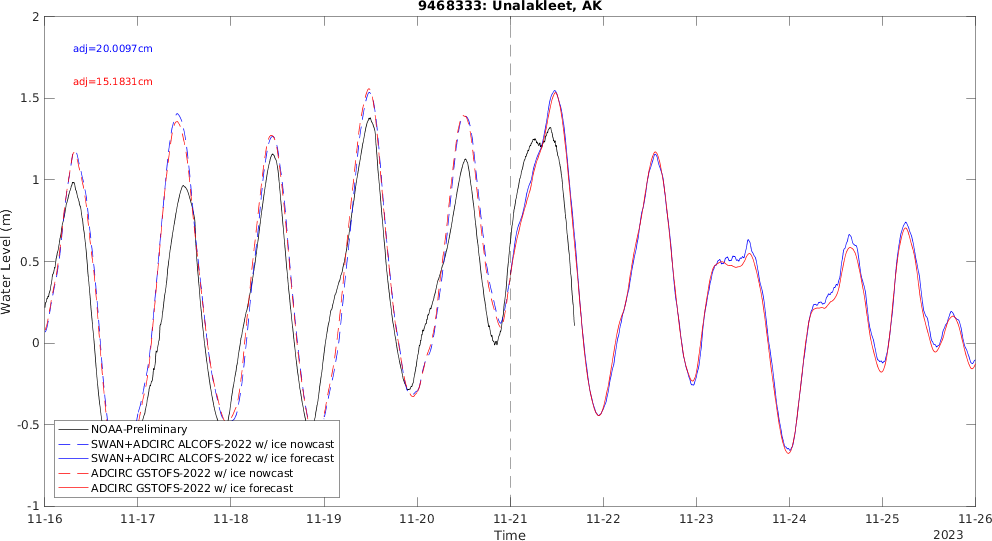 9468333: Unalakleet, AK
adj=20.0097cm
adj=15.1831cm
Water Level (m)
2
1.5
1
0.5
0
-0.5
-1
NOAA-Preliminary
SWAN+ADCIRC ALCOFS-2022 w/ ice nowcast
SWAN+ADCIRC ALCOFS-2022 w/ ice forecast
ADCIRC GSTOFS-2022 w/ ice nowcast
ADCIRC GSTOFS-2022 w/ ice forecast
11-16 11-17 11-18 11-19 11-20 11-21 11-22 11-23 11-24 11-25 11-26
Time
2023